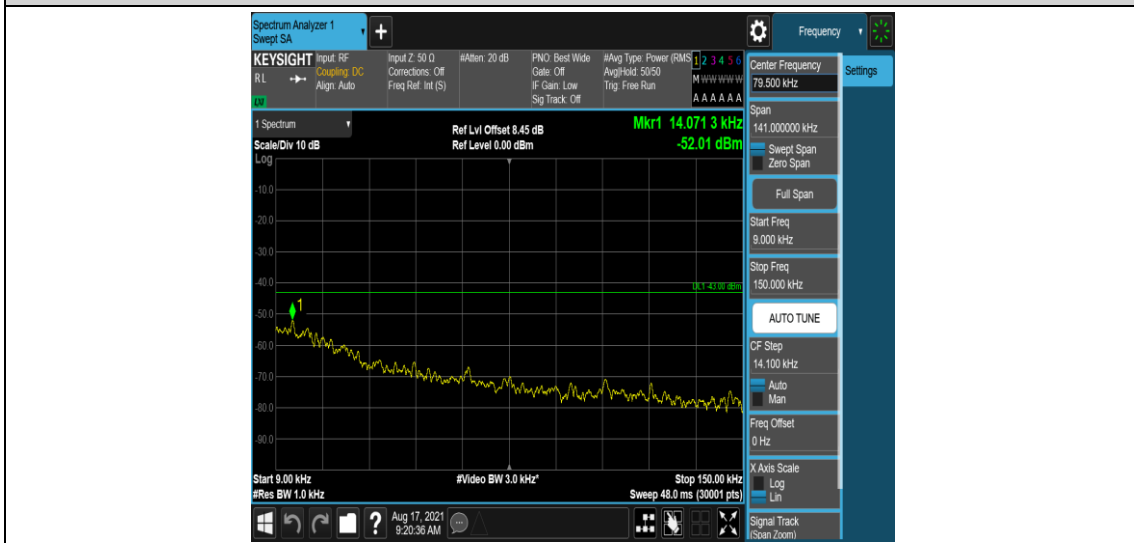 Spectrum Analyzer 1
Swept SA
+
Frequency
KEYSIGHT
RL
LXI
Input: RF
Coupling: DC
Align: Auto
Input Z: 50 Ω
Corrections: Off
Freq Ref: Int (S)
#Atten: 20 dB
PNO: Best Wide
Gate: Off
IF Gain: Low
Sig Track: Off
#Avg Type: Power (RMS
Avg|Hold: 50/50
Trig: Free Run
1 2 3 4 5 6
M W W W W W
A A A A A A
1 Spectrum
Scale/Div 10 dB
Ref Lvl Offset 8.45 dB
Ref Level 0.00 dBm
Mkr1 14.071 3 kHz
-52.01 dBm
Log
-10.0
-20.0
-30.0
-40.0
-50.0
-60.0
-70.0
-80.0
-90.0
DL1 -43.00 dBm
1
Start 9.00 kHz
#Res BW 1.0 kHz
#Video BW 3.0 kHz*
Stop 150.00 kHz
Sweep 48.0 ms (30001 pts)
Center Frequency
79.500 kHz
Settings
Span
141.000000 kHz
Swept Span
Zero Span
Full Span
Start Freq
9.000 kHz
Stop Freq
150.000 kHz
AUTO TUNE
CF Step
14.100 kHz
Auto
Man
Freq Offset
0 Hz
X Axis Scale
Log
Lin
Signal Track
(Span Zoom)
?
Aug 17, 2021
9:20:36 AM